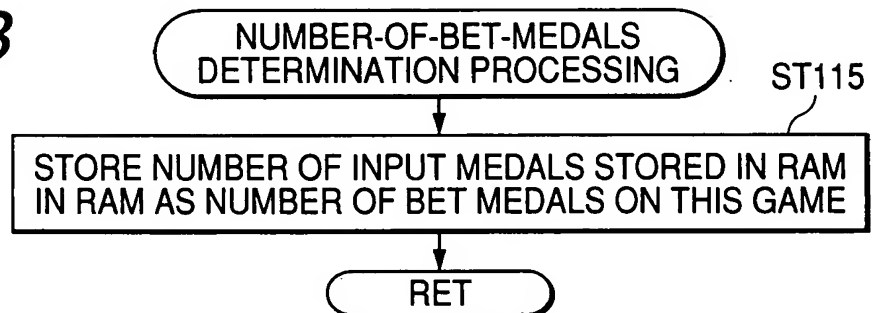 NUMBER-OF-BET-MEDALS
DETERMINATION PROCESSING
ST115
STORE NUMBER OF INPUT MEDALS STORED IN RAM
IN RAM AS NUMBER OF BET MEDALS ON THIS GAME
RET